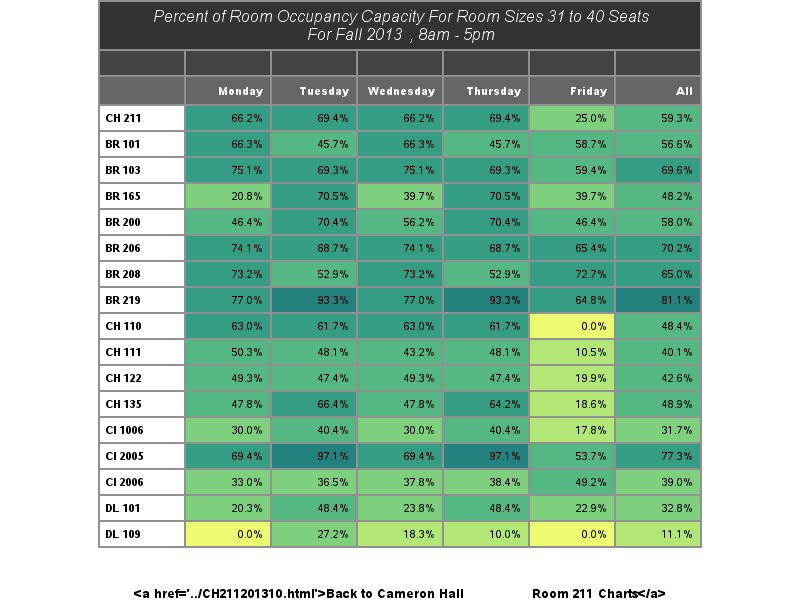 Percent of Room Occupancy Capacity For Room Sizes 31 to 40 Seats
For Fall 2013 , 8am - 5pm
Monday Tuesday Wednesday Thursday Friday All
CH 211 66.2% 69.4% 66.2% 69.4% 25.0% 59.3%
BR 101 66.3% 45.7% 66.3% 45.7% 58.7% 56.6%
BR 103 75.1% 69.3% 75.1% 69.3% 59.4% 69.6%
BR 165 20.8% 70.5% 39.7% 70.5% 39.7% 48.2%
BR 200 46.4% 70.4% 56.2% 70.4% 46.4% 58.0%
BR 206 74.1% 68.7% 74.1% 68.7% 65.4% 70.2%
BR 208 73.2% 52.9% 73.2% 52.9% 72.7% 65.0%
BR 219 77.0% 93.3% 77.0% 93.3% 64.8% 81.1%
CH 110 63.0% 61.7% 63.0% 61.7% 0.0% 48.4%
CH 111 50.3% 48.1% 43.2% 48.1% 10.5% 40.1%
CH 122 49.3% 47.4% 49.3% 47.4% 19.9% 42.6%
CH 135 47.8% 66.4% 47.8% 64.2% 18.6% 48.9%
CI 1006 30.0% 40.4% 30.0% 40.4% 17.8% 31.7%
CI 2005 69.4% 97.1% 69.4% 97.1% 53.7% 77.3%
CI 2006 33.0% 36.5% 37.8% 38.4% 49.2% 39.0%
DL 101 20.3% 48.4% 23.8% 48.4% 22.9% 32.8%
DL 109 0.0% 27.2% 18.3% 10.0% 0.0% 11.1%
<a href='../CH211201310.html'>Back to Cameron Hall Room 211 Charts</a>